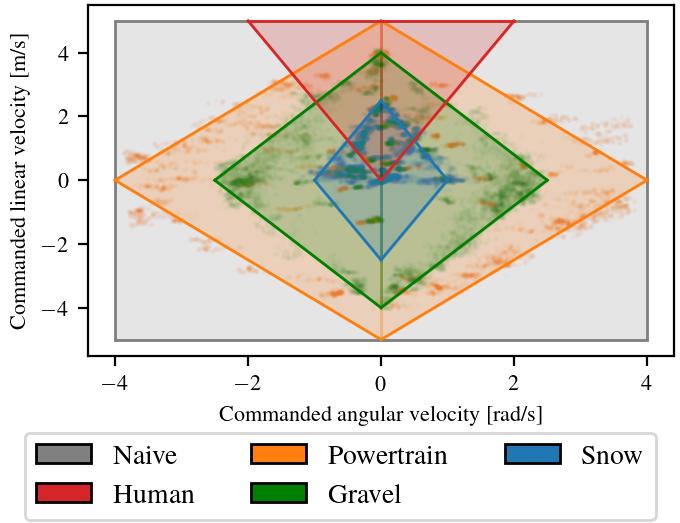 Commanded linear velocity [m/s]
4
2
0
−2
−4
−4 −2 0 2 4
Commanded angular velocity [rad/s]
Naive Powertrain Snow
Human Gravel